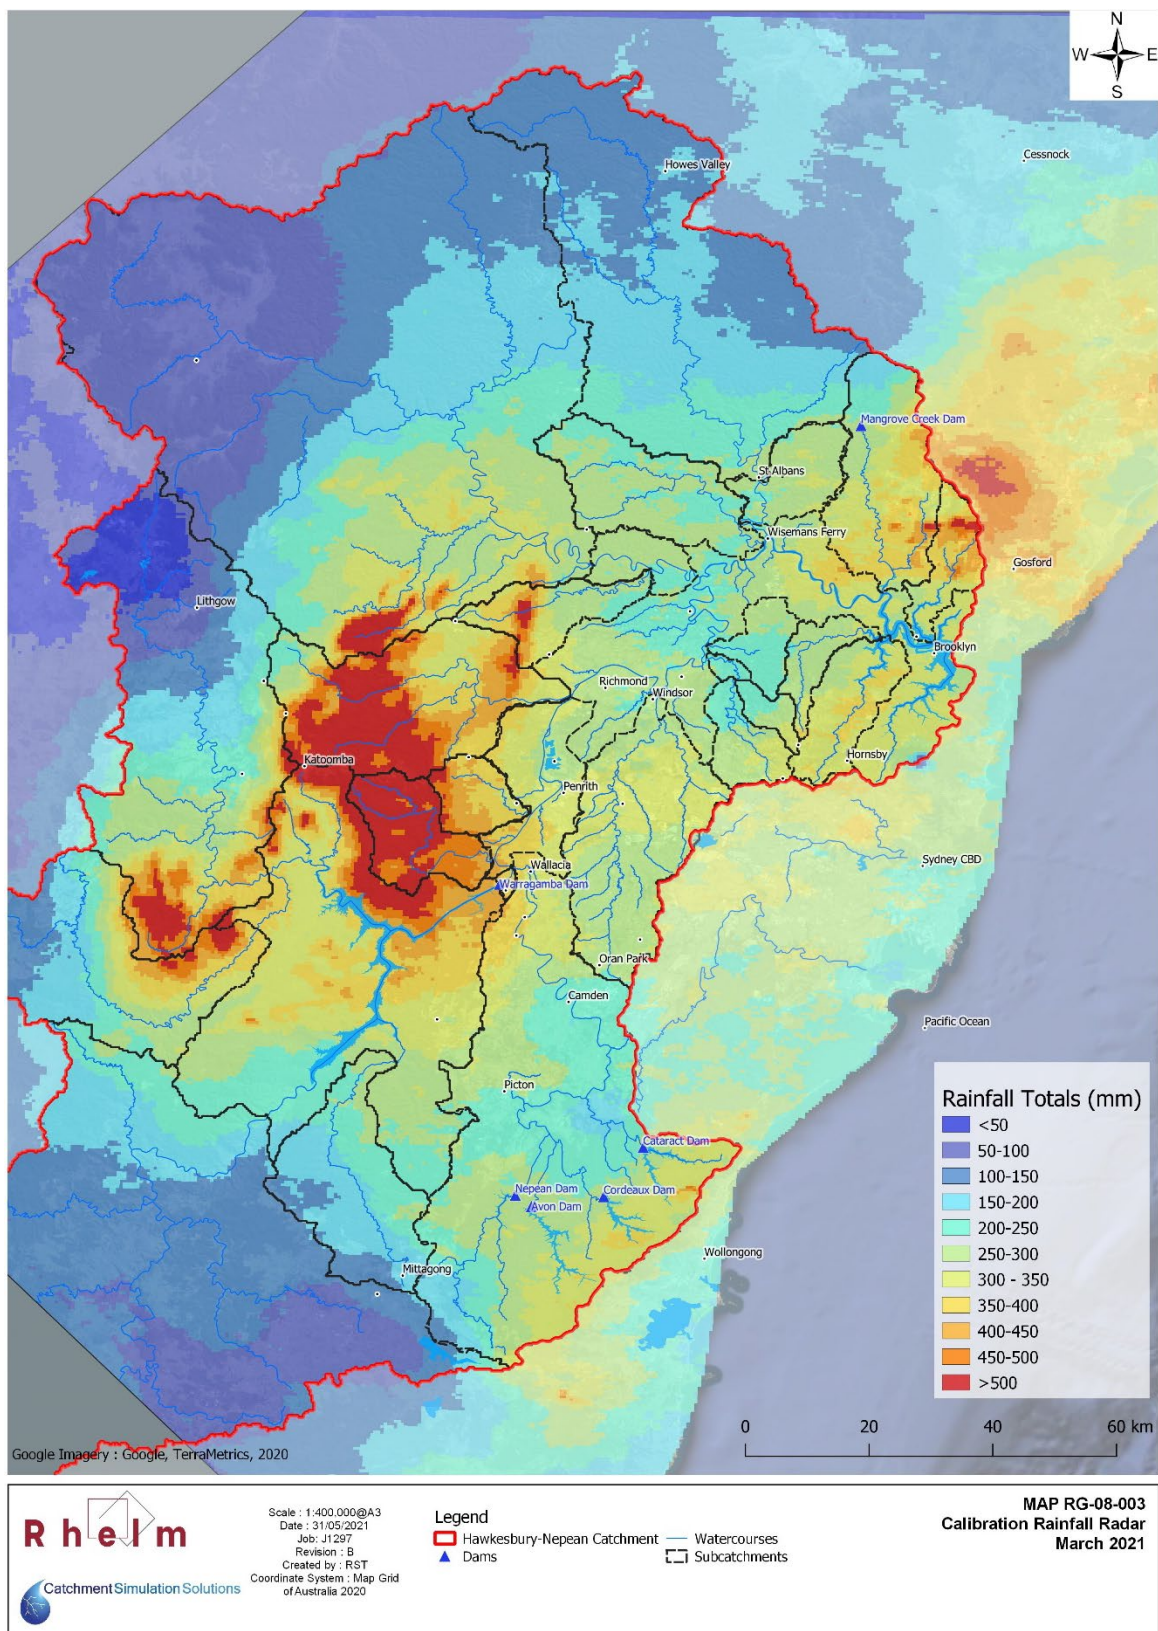 N
W E
S
Cessnock
Howes Valley
Mangrove Creek Dam
St Albans
Wisemans Ferry
Gosford
Lithgow
Brooklyn
Richmond
Windsor
Hornsby
Katoomba
Penrith
Sydney CBD
Wallacia
Warragamba Dam
Oran Park
Camden
Pacific Ocean
Picton
Cataract Dam
Nepean Dam
Cordeaux Dam
Avon Dam
Wollongong
Mittagong
Rainfall Totals (mm)
<50
50-100
100-150
150-200
200-250
250-300
300 - 350
350-400
400-450
450-500
>500
0 20 40 60 km
Google Imagery : Google, TerraMetrics, 2020
Rhelm
Catchment Simulation Solutions
Scale : 1:400,000@A3
Date : 31/05/2021
Job: J1297
Revision : B
Created by : RST
Coordinate System : Map Grid
of Australia 2020
Legend
Hawkesbury-Nepean Catchment
Dams
Watercourses
Subcatchments
MAP RG-08-003
Calibration Rainfall Radar
March 2021